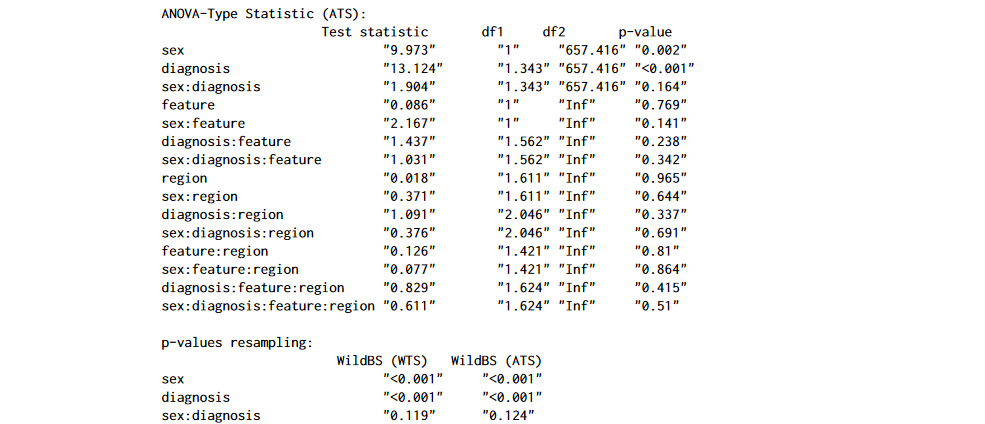 ANOVA-Type Statistic (ATS):
Test statistic df1 df2 p-value
sex "9.973" "1" "657.416" "0.002"
diagnosis "13.124" "1.343" "657.416" "<0.001"
sex:diagnosis "1.904" "1.343" "657.416" "0.164"
feature "0.086" "1" "Inf" "0.769"
sex:feature "2.167" "1" "Inf" "0.141"
diagnosis:feature "1.437" "1.562" "Inf" "0.238"
sex:diagnosis:feature "1.031" "1.562" "Inf" "0.342"
region "0.018" "1.611" "Inf" "0.965"
sex:region "0.371" "1.611" "Inf" "0.644"
diagnosis:region "1.091" "2.046" "Inf" "0.337"
sex:diagnosis:region "0.376" "2.046" "Inf" "0.691"
feature:region "0.126" "1.421" "Inf" "0.81"
sex:feature:region "0.077" "1.421" "Inf" "0.864"
diagnosis:feature:region "0.829" "1.624" "Inf" "0.415"
sex:diagnosis:feature:region "0.611" "1.624" "Inf" "0.51"
p-values resampling:
WildBS (WTS) WildBS (ATS)
sex "<0.001" "<0.001"
diagnosis "<0.001" "<0.001"
sex:diagnosis "0.119" "0.124"